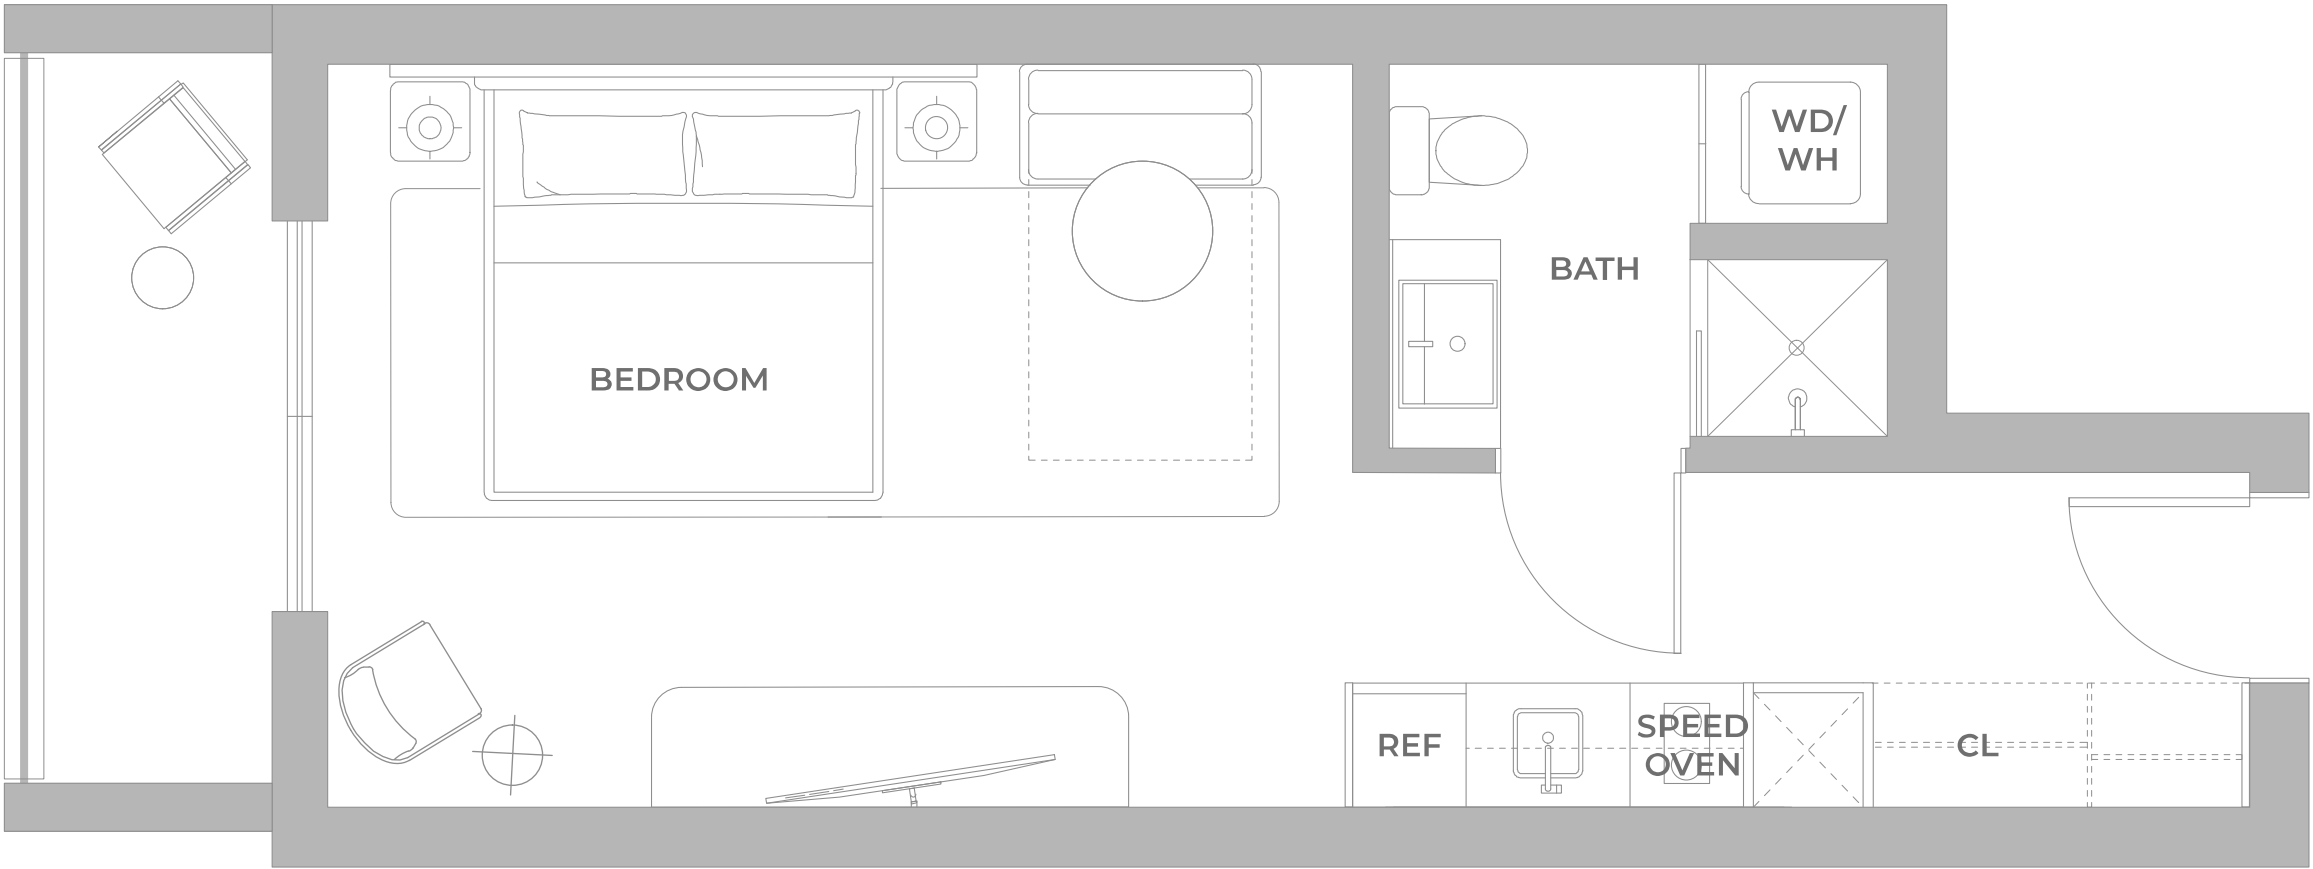 WD/
WH
BATH
BEDROOM
REF
SPEED
OVEN
CL